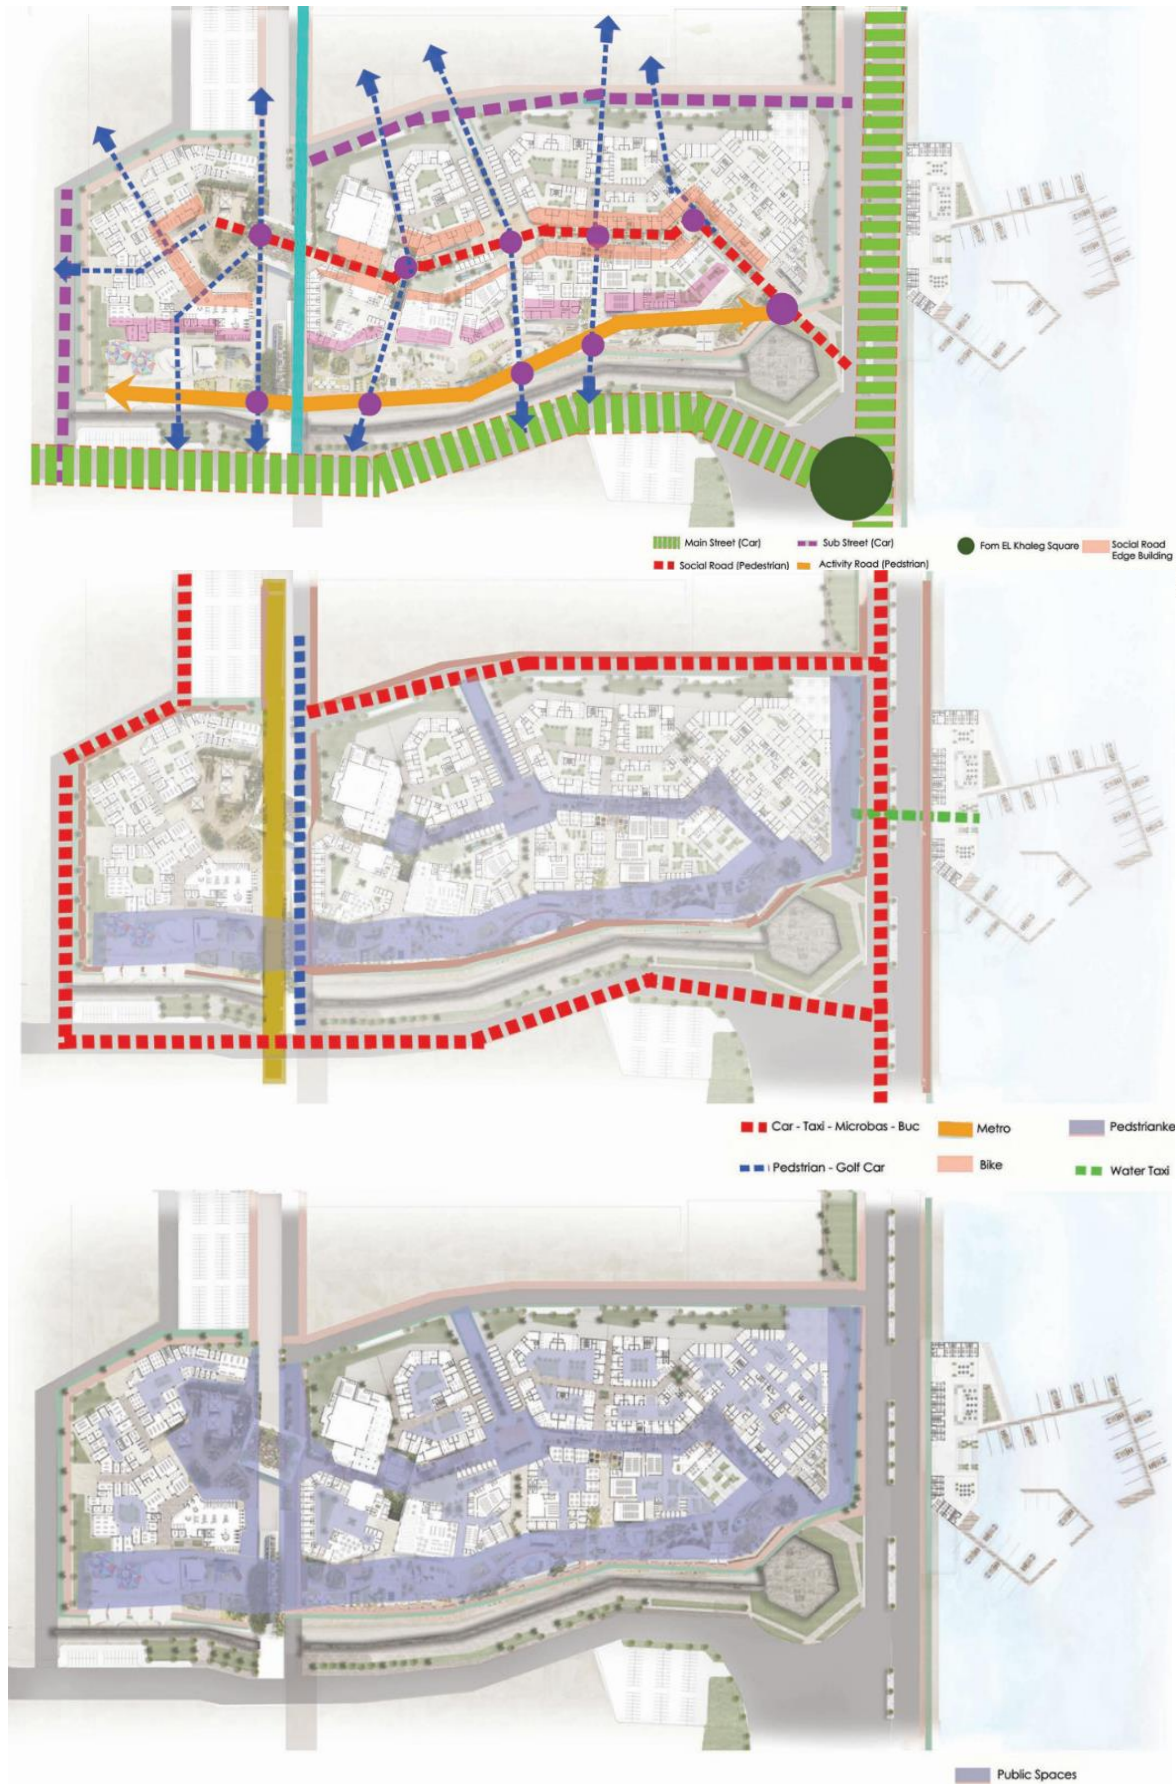 Main Street (Car)
Sub Street (Car)
Fom EL Khaleg Square
Social Road
Edge Building
Social Road (Pedestrian)
Activity Road (Pedstrian)
Car - Taxi - Microbas - Buc
Metro
Pedstrianke
Pedstrian - Golf Car
Bike
Water Taxi
Public Spaces